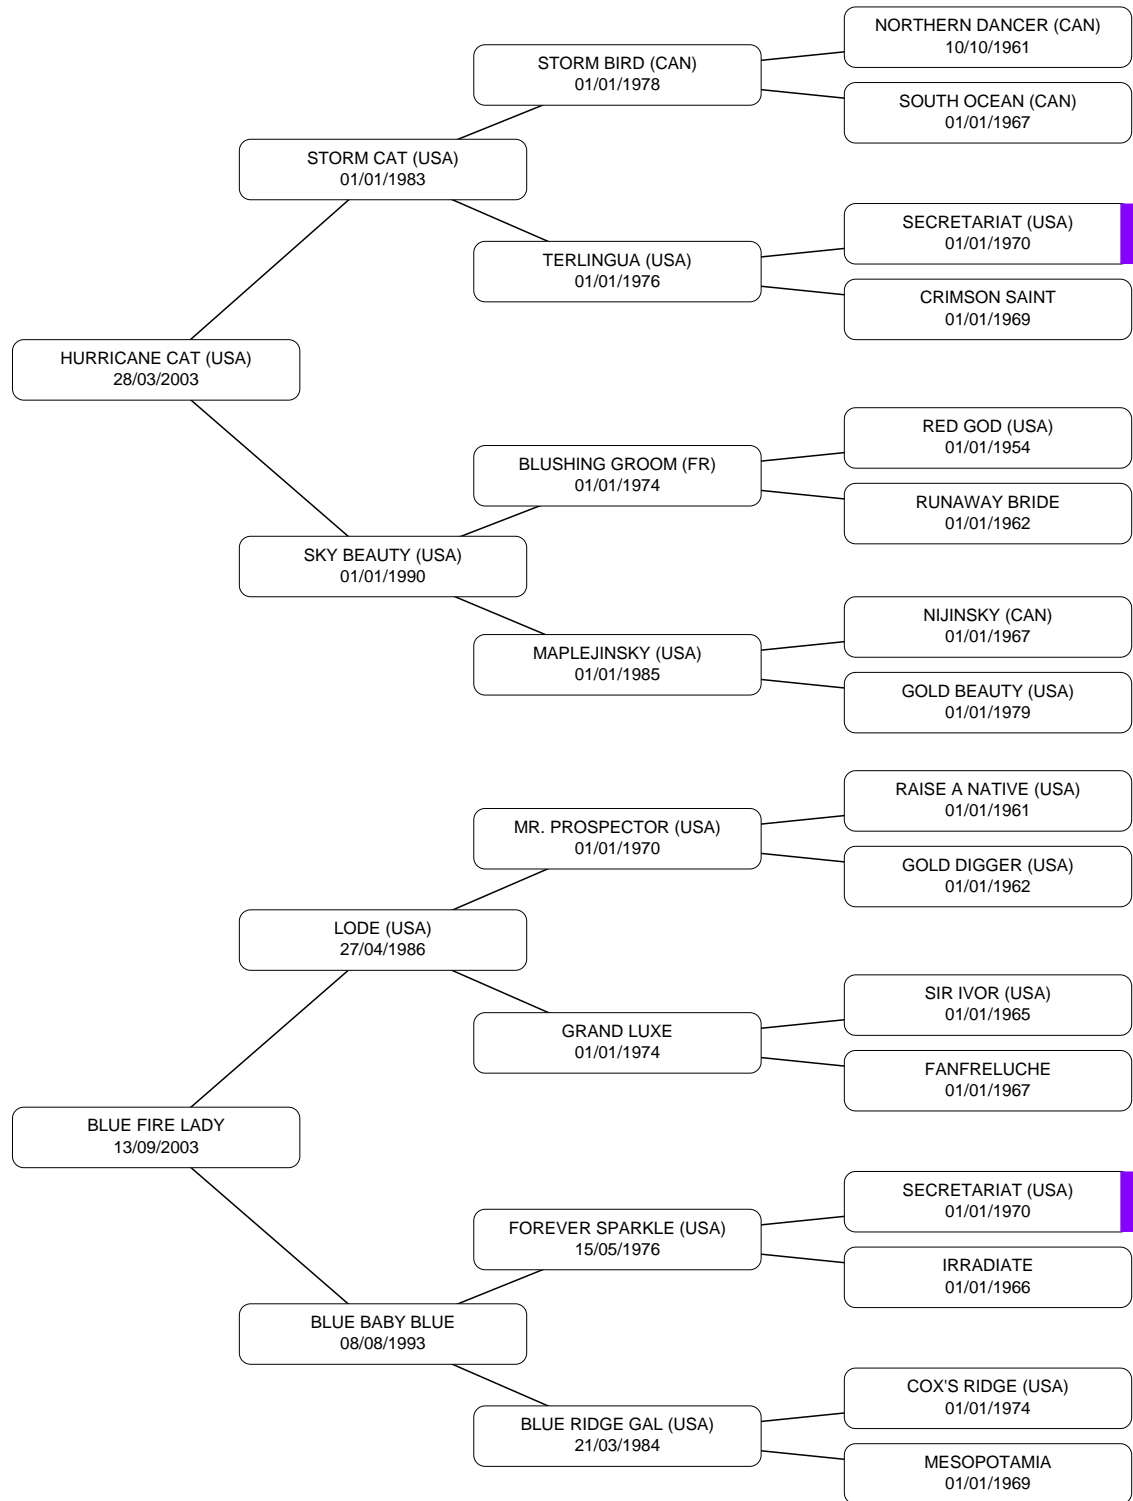 NORTHERN DANCER (CAN)
10/10/1961
STORM BIRD (CAN)
01/01/1978
SOUTH OCEAN (CAN)
01/01/1967
STORM CAT (USA)
01/01/1983
SECRETARIAT (USA)
01/01/1970
TERLINGUA (USA)
01/01/1976
CRIMSON SAINT
01/01/1969
HURRICANE CAT (USA)
28/03/2003
RED GOD (USA)
01/01/1954
BLUSHING GROOM (FR)
01/01/1974
RUNAWAY BRIDE
01/01/1962
SKY BEAUTY (USA)
01/01/1990
NIJINSKY (CAN)
01/01/1967
MAPLEJINSKY (USA)
01/01/1985
GOLD BEAUTY (USA)
01/01/1979
RAISE A NATIVE (USA)
01/01/1961
MR. PROSPECTOR (USA)
01/01/1970
GOLD DIGGER (USA)
01/01/1962
LODE (USA)
27/04/1986
SIR IVOR (USA)
01/01/1965
GRAND LUXE
01/01/1974
FANFRELUCHE
01/01/1967
BLUE FIRE LADY
13/09/2003
SECRETARIAT (USA)
01/01/1970
FOREVER SPARKLE (USA)
15/05/1976
IRRADIATE
01/01/1966
BLUE BABY BLUE
08/08/1993
COX'S RIDGE (USA)
01/01/1974
BLUE RIDGE GAL (USA)
21/03/1984
MESOPOTAMIA
01/01/1969